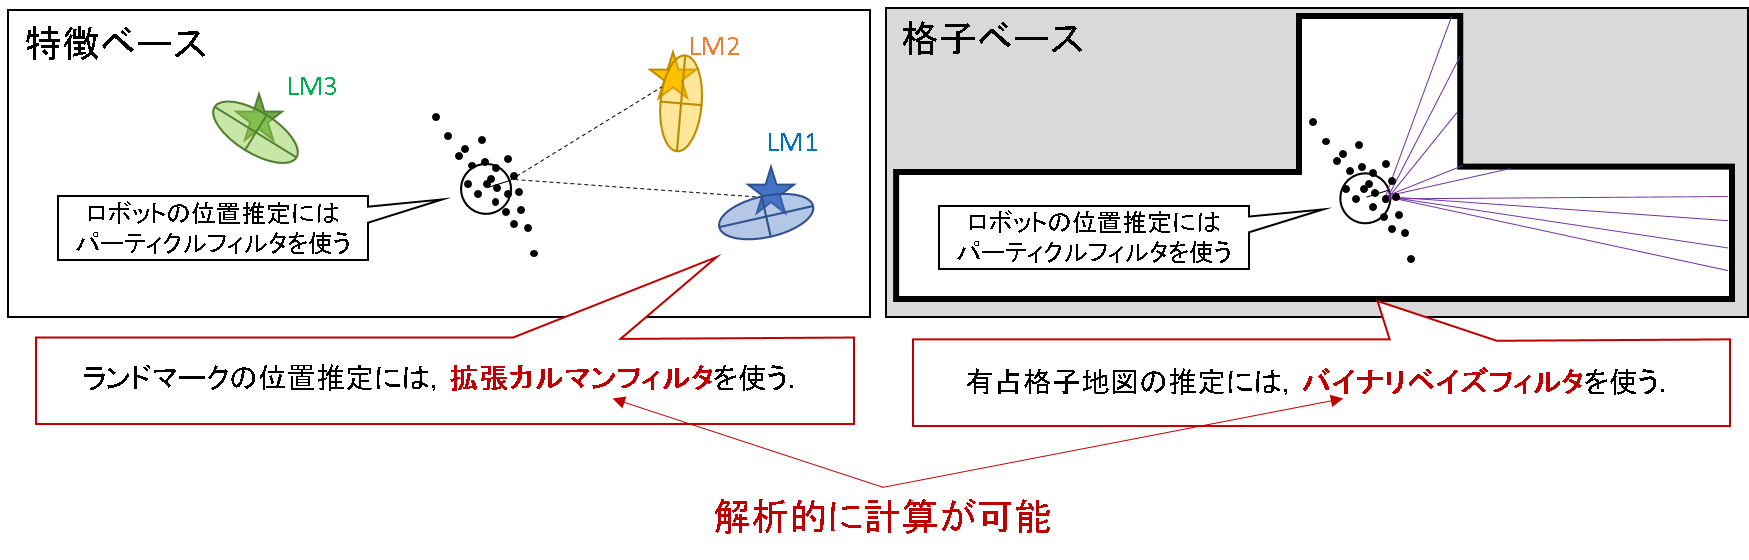 特徴ベース
LM3
LM2
LM1
ロボットの位置推定には
パーティクルフィルタを使う
ランドマークの位置推定には, 拡張カルマンフィルタを使う.
格子ベース
ロボットの位置推定には
パーティクルフィルタを使う
有占格子地図の推定には, バイナリベイズフィルタを使う.
解析的に計算が可能